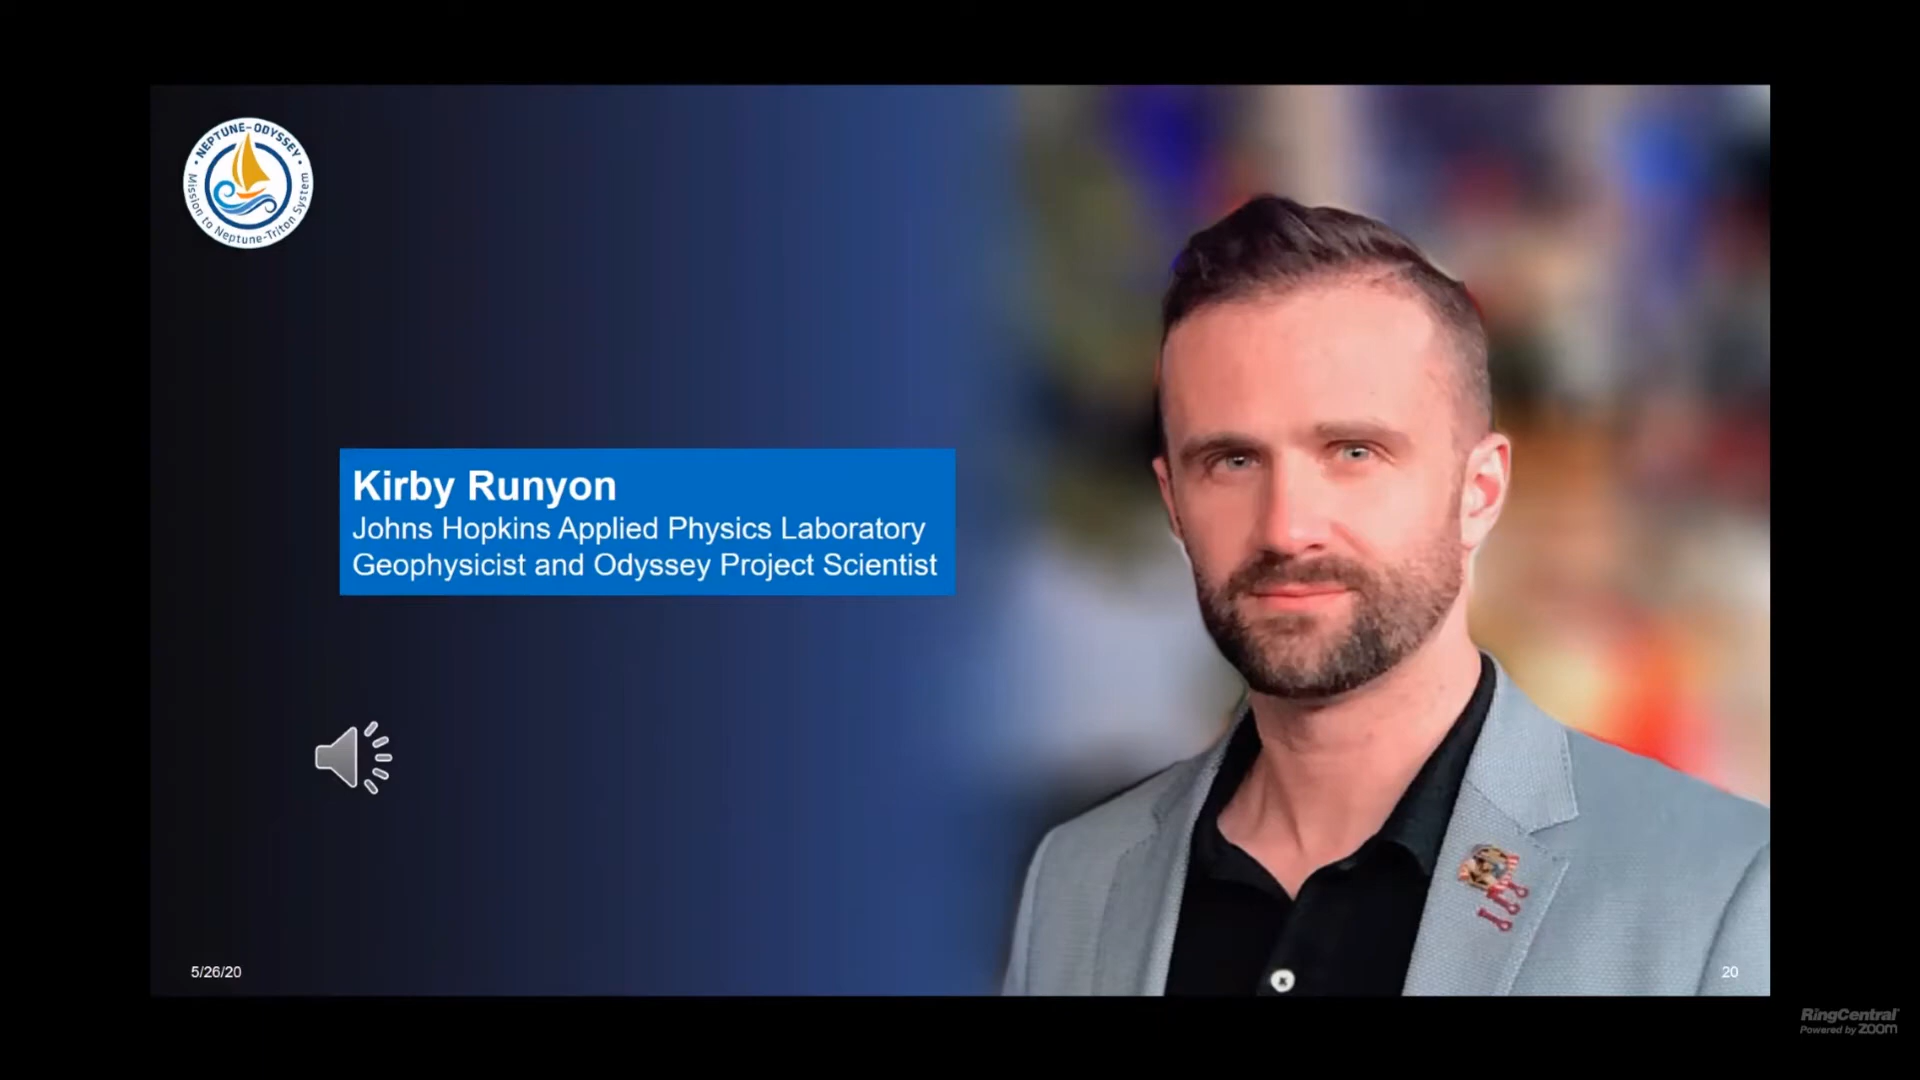 NEPTUNE-ODYSSEY
Mission to Neptune-Triton System
Kirby Runyon
Johns Hopkins Applied Physics Laboratory
Geophysicist and Odyssey Project Scientist
5/26/20
20
RingCentral
Powered by zoom